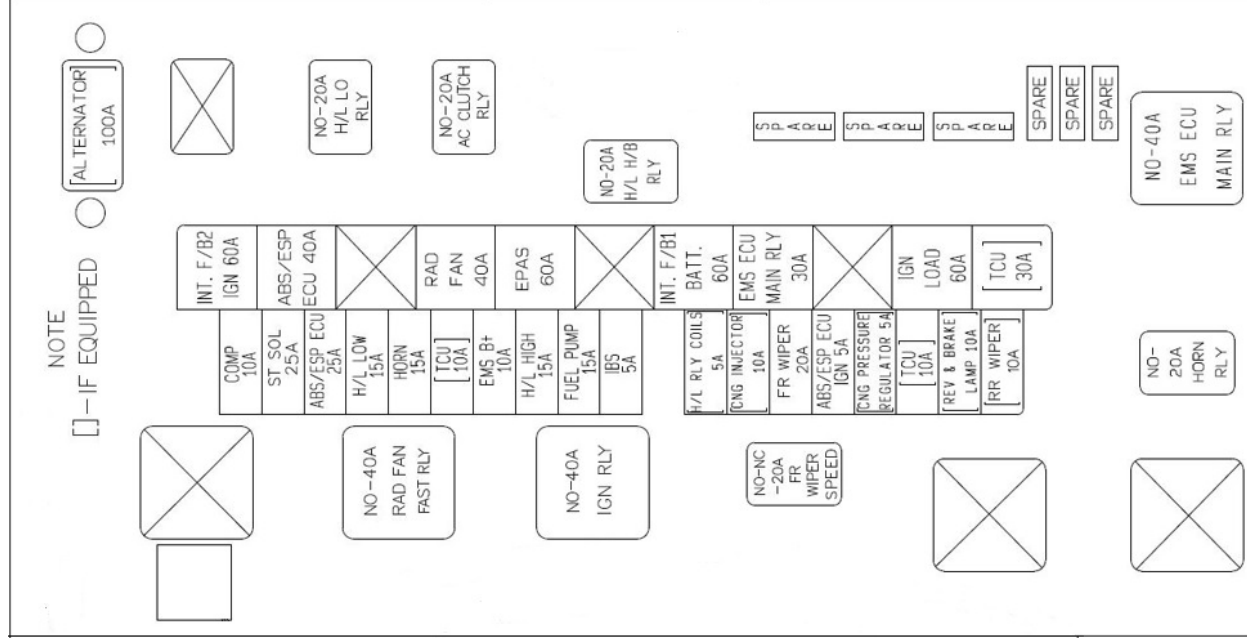 NOTE
[]-IF EQUIPPED
[ALTERNATOR]
100A
NO-20A
H/L LO
RLY
NO-20A
AC CLUTCH
RLY
NO-20A
H/L H/B
RLY
SPARE
SPARE
SPARE
SPARE
SPARE
SPARE
NO-40A
EMS ECU
MAIN RLY
INT. F/B2
IGN 60A
ABS/ESP
ECU 40A
RAD
FAN
40A
EPAS
60A
INT. F/B1
BATT.
60A
EMS ECU
MAIN RLY
30A
IGN
LOAD
60A
[TCU
30A]
COMP
10A
ST SOL
25A
ABS/ESP ECU
25A
H/L LOW
15A
HORN
15A
[TCU
10A]
EMS B+
10A
H/L HIGH
15A
FUEL PUMP
15A
IBS
5A
[H/L RLY COILS
5A]
[CNG INJECTOR
10A]
FR WIPER
20A
ABS/ESP ECU
IGN 5A
[CNG PRESSURE
REGULATOR 5A]
[TCU
10A]
[REV & BRAKE
LAMP 10A]
[RR WIPER
10A]
NO-40A
RAD FAN
FAST RLY
NO-40A
IGN RLY
NO-NC
-20A
FR
WIPER
SPEED
NO-
20A
HORN
RLY